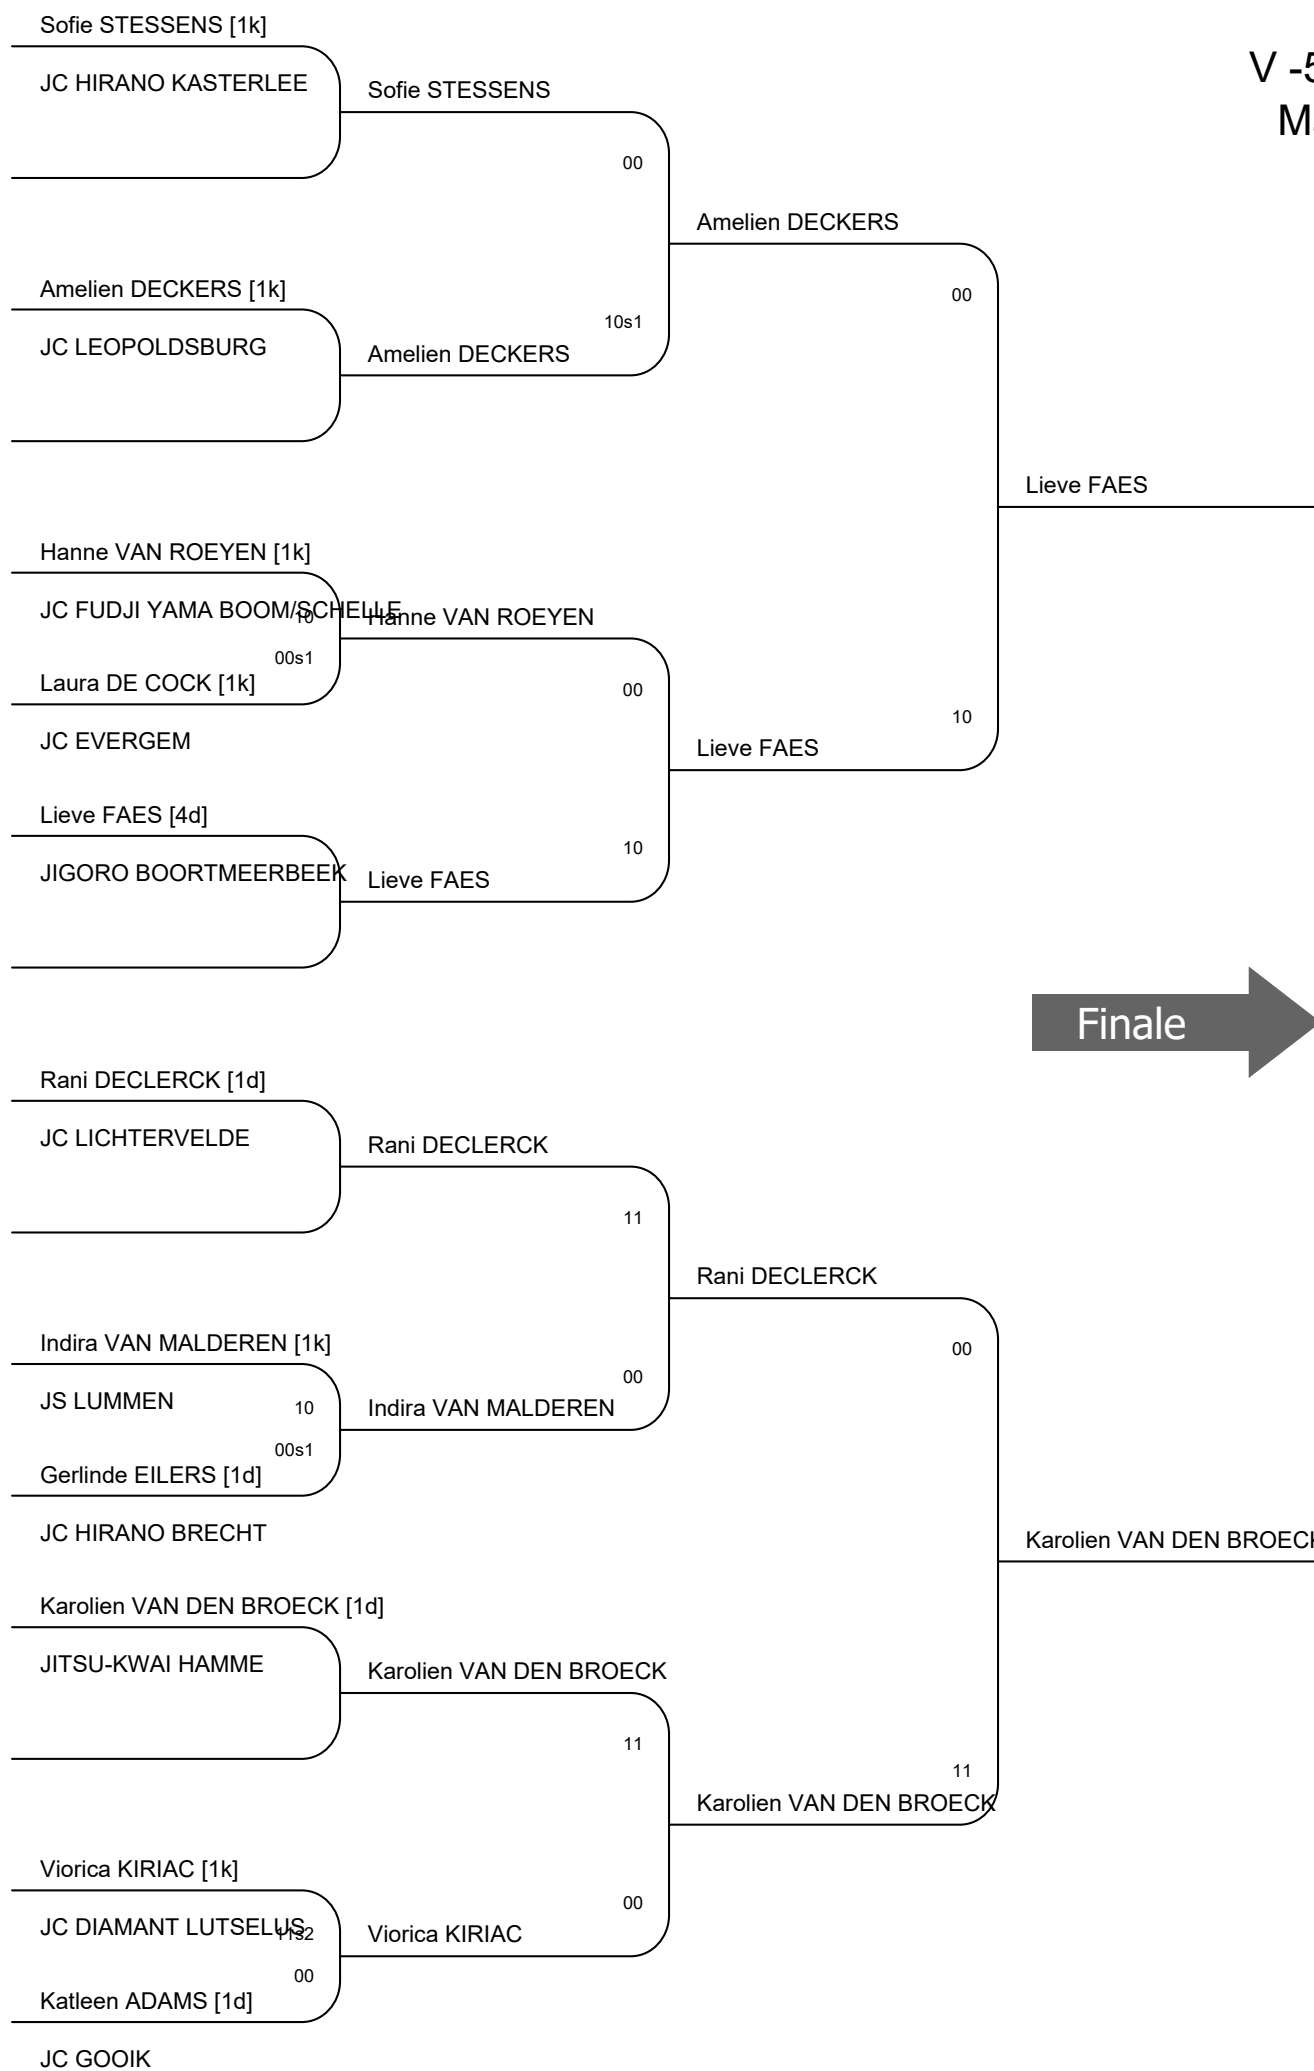 Sofie STESSENS [1k]
JC HIRANO KASTERLEE
Sofie STESSENS
V -5
00
Amelien DECKERS
00
Amelien DECKERS [1k]
10s1
JC LEOPOLDSBURG
Amelien DECKERS
Lieve FAES
Hanne VAN ROEYEN [1k]
JC FUDJI YAMA BOOM/SCHELLE
10
Hanne VAN ROEYEN
00s1
Laura DE COCK [1k]
00
10
JC EVERGEM
Lieve FAES
Lieve FAES [4d]
10
JIGORO BOORTMEERBEEK
Lieve FAES
Finale
Rani DECLERCK [1d]
JC LICHTERVELDE
Rani DECLERCK
11
Rani DECLERCK
Indira VAN MALDEREN [1k]
00
00
JS LUMMEN
10
Indira VAN MALDEREN
00s1
Gerlinde EILERS [1d]
JC HIRANO BRECHT
Karolien VAN DEN BROECK
Karolien VAN DEN BROECK [1d]
JITSU-KWAI HAMME
Karolien VAN DEN BROECK
11
11
Karolien VAN DEN BROECK
Viorica KIRIAC [1k]
00
JC DIAMANT LUTSELUS
11s2
Viorica KIRIAC
00
Katleen ADAMS [1d]
JC GOOIK